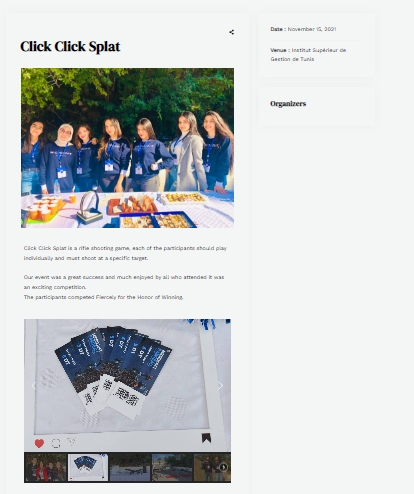 Click Click Splat
Click Click Splat is a rifle shooting game, each of the participants should play
individually and must shoot at a specific target.
Our event was a great success and much enjoyed by all who attended it was
an exciting competition.
The participants competed Fiercely for the Honor of Winning.
Date : November 15, 2021
Venue : Institut Supérieur de
Gestion de Tunis
Organizers